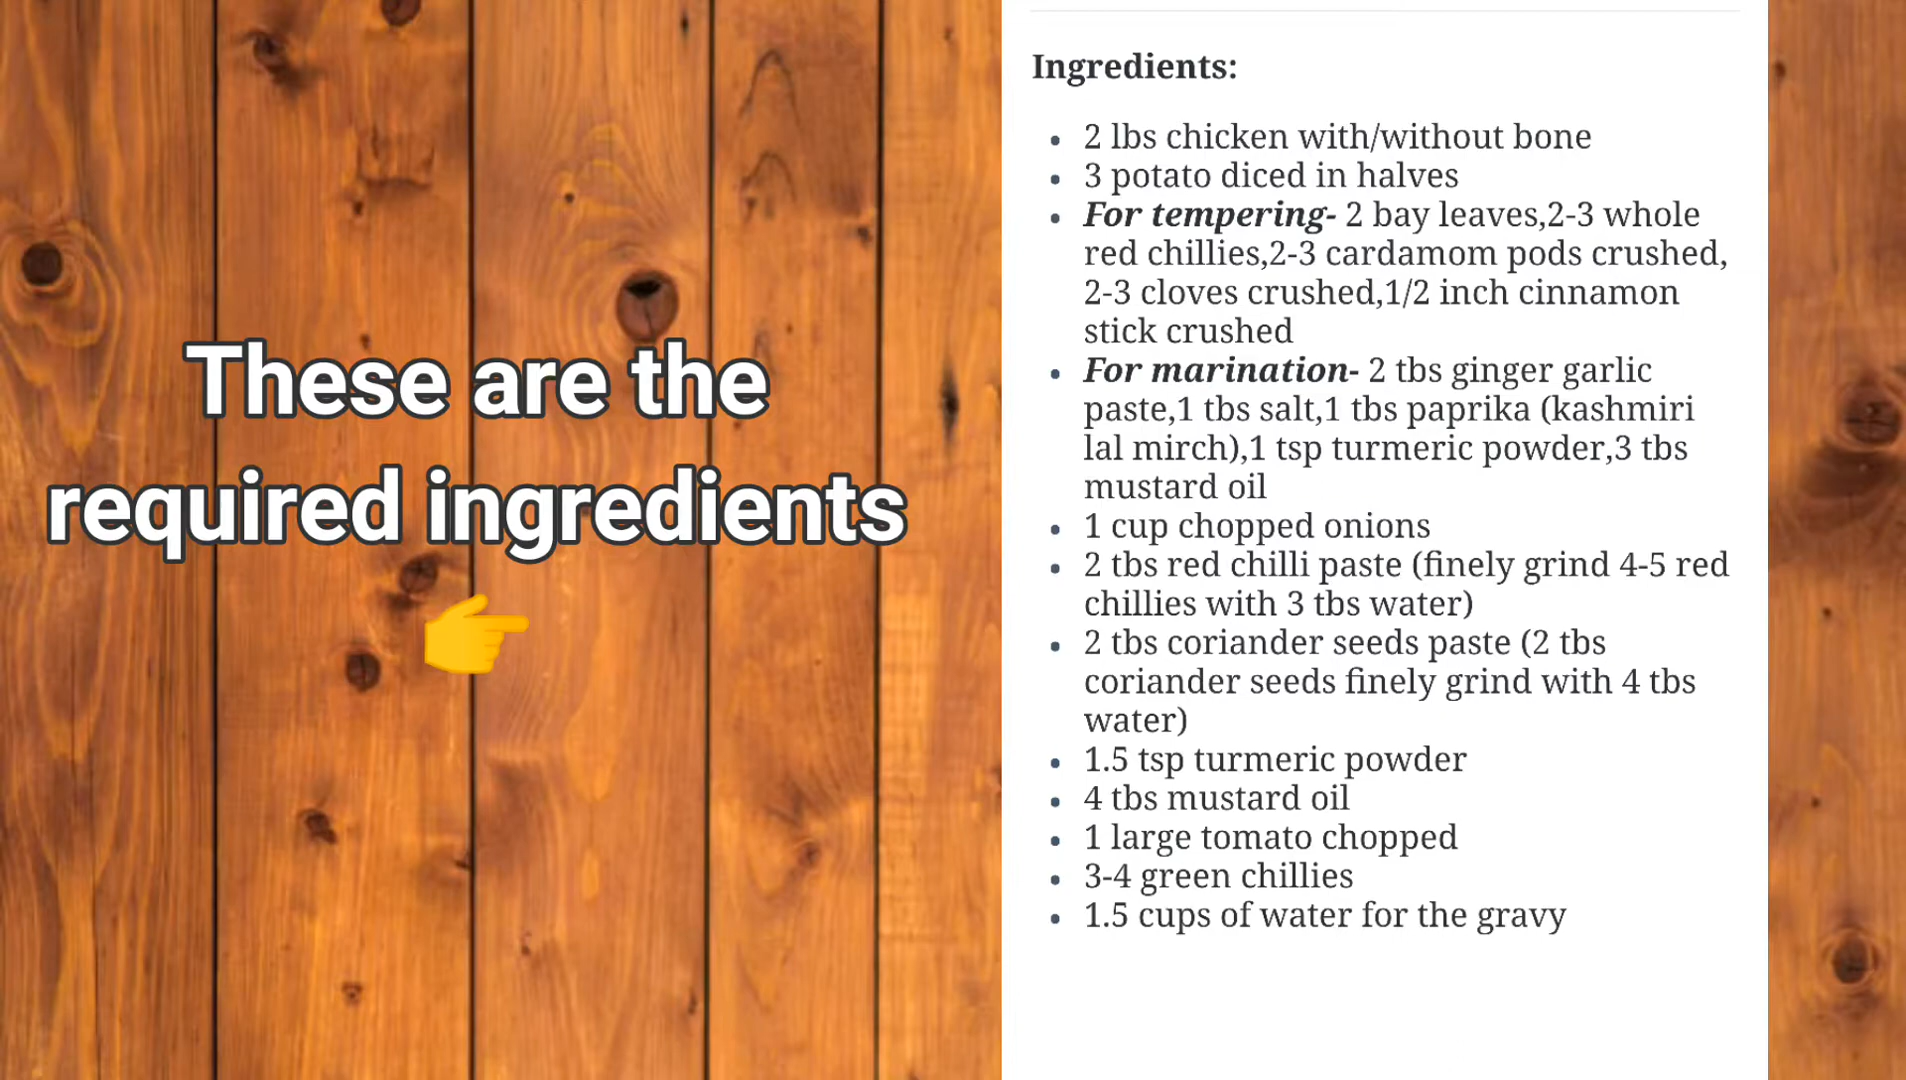 These are the
required ingredients
👉
Ingredients:
• 2 lbs chicken with/without bone
• 3 potato diced in halves
• For tempering- 2 bay leaves,2-3 whole
red chillies,2-3 cardamom pods crushed,
2-3 cloves crushed,1/2 inch cinnamon
stick crushed
• For marination- 2 tbs ginger garlic
paste,1 tbs salt,1 tbs paprika (kashmiri
lal mirch),1 tsp turmeric powder,3 tbs
mustard oil
• 1 cup chopped onions
• 2 tbs red chilli paste (finely grind 4-5 red
chillies with 3 tbs water)
• 2 tbs coriander seeds paste (2 tbs
coriander seeds finely grind with 4 tbs
water)
• 1.5 tsp turmeric powder
• 4 tbs mustard oil
• 1 large tomato chopped
• 3-4 green chillies
• 1.5 cups of water for the gravy